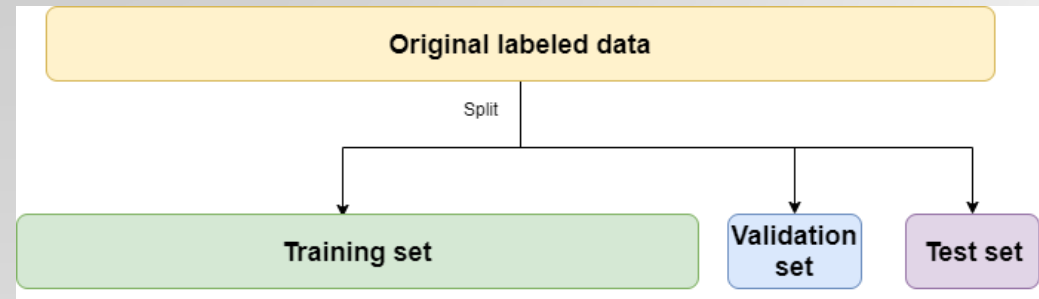 Original labeled data
Split
Training set
Validation
set
Test set